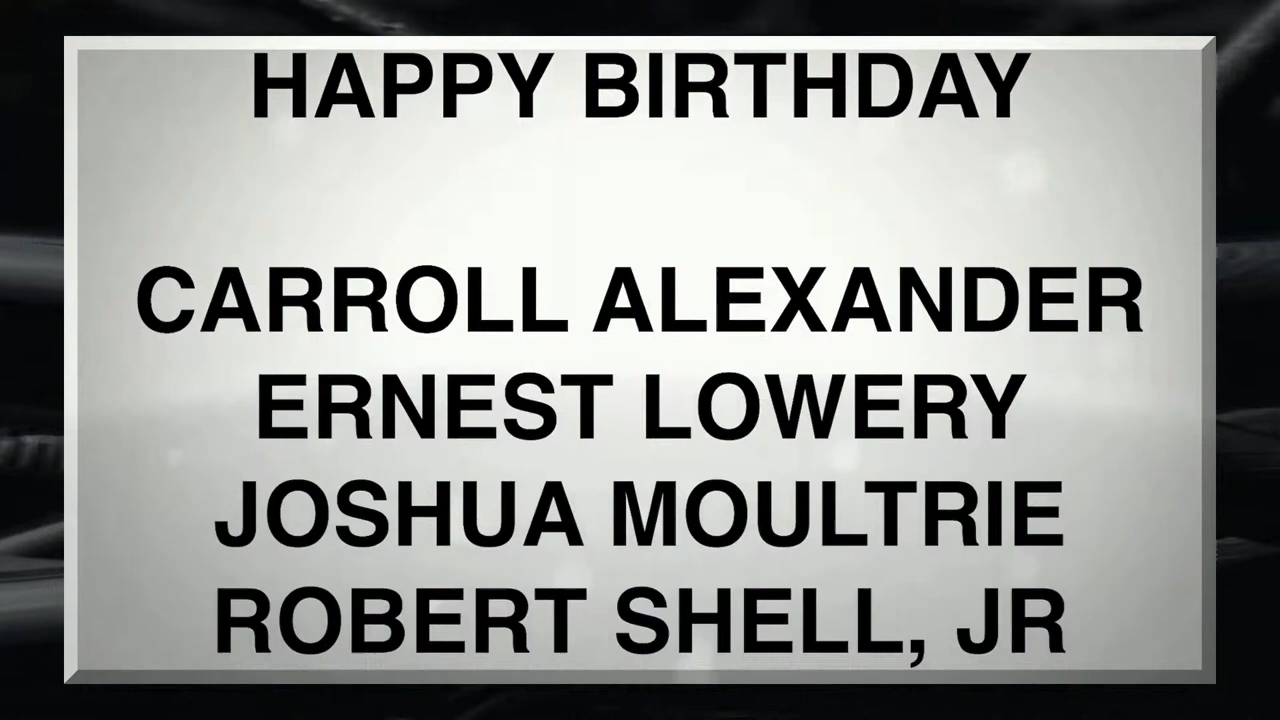 HAPPY BIRTHDAY
CARROLL ALEXANDER
ERNEST LOWERY
JOSHUA MOULTRIE
ROBERT SHELL, JR